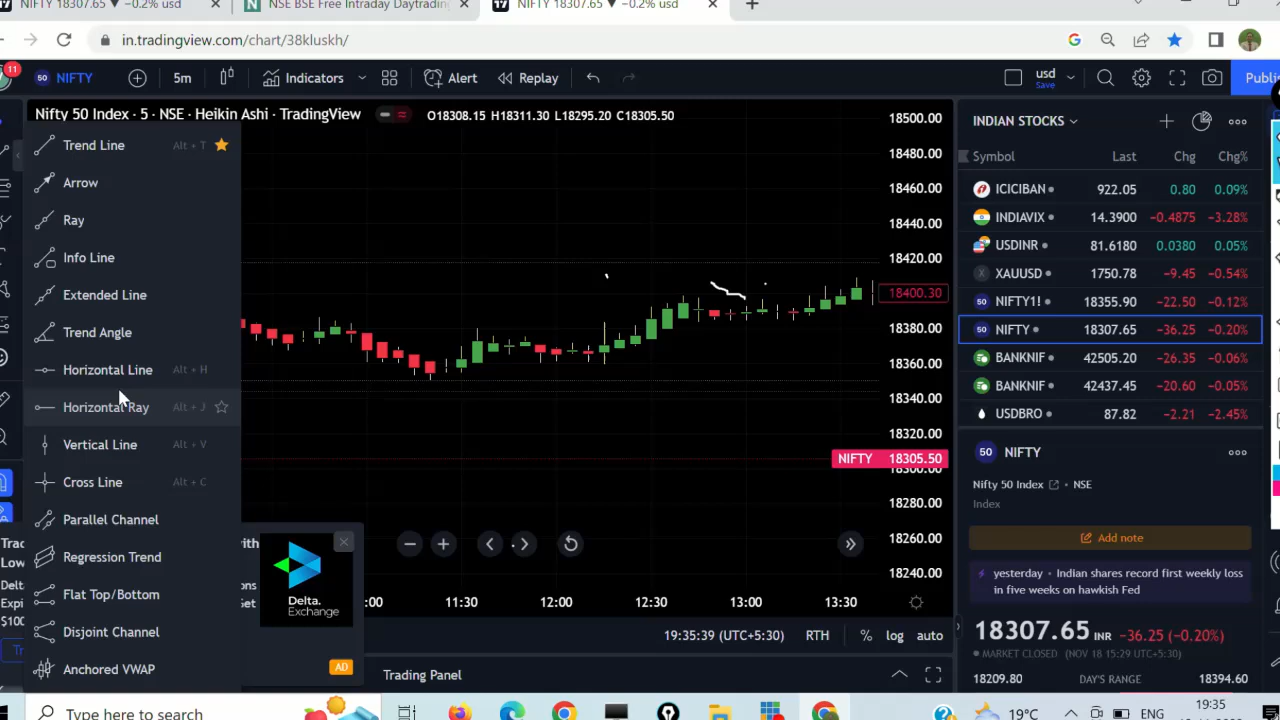 NIFTY 18307.65 ▼ −0.2% usd
NSE BSE Free Intraday Daytrading
NIFTY 18307.65 ▼ −0.2% usd
in.tradingview.com/chart/38kluskh/
11
50 NIFTY
5m
Indicators
Alert
Replay
usd
Save
Publi
Nifty 50 Index · 5 · NSE · Heikin Ashi · TradingView
O18308.15 H18311.30 L18295.20 C18305.50
Trend Line Alt + T
Arrow
Ray
Info Line
Extended Line
Trend Angle
Horizontal Line Alt + H
Horizontal Ray Alt + J
Vertical Line Alt + V
Cross Line Alt + C
Parallel Channel
Regression Trend
Flat Top/Bottom
Disjoint Channel
Anchored VWAP
18500.00
18480.00
18460.00
18440.00
18420.00
18400.30
18380.00
18360.00
18340.00
18320.00
NIFTY 18305.50
18300.00
18280.00
18260.00
18240.00
:00 11:30 12:00 12:30 13:00 13:30
Delta.
Exchange
AD
19:35:39 (UTC+5:30) RTH % log auto
Trading Panel
INDIAN STOCKS
Symbol Last Chg Chg%
ICICIBAN 922.05 0.80 0.09%
INDIAVIX 14.3900 −0.4875 −3.28%
USDINR 81.6180 0.0380 0.05%
XAUUSD 1750.78 −9.45 −0.54%
50 NIFTY1! 18355.90 −22.50 −0.12%
50 NIFTY 18307.65 −36.25 −0.20%
BANKNIF 42505.20 −26.35 −0.06%
BANKNIF 42437.45 −20.60 −0.05%
USDBRO 87.82 −2.21 −2.45%
50 NIFTY
Nifty 50 Index · NSE
Index
Add note
yesterday · Indian shares record first weekly loss
in five weeks on hawkish Fed
18307.65 INR −36.25 (−0.20%)
MARKET CLOSED (NOV 18 15:29 UTC+5:30)
18209.80 DAY'S RANGE 18394.60
Type here to search
19°C
ENG
19:35